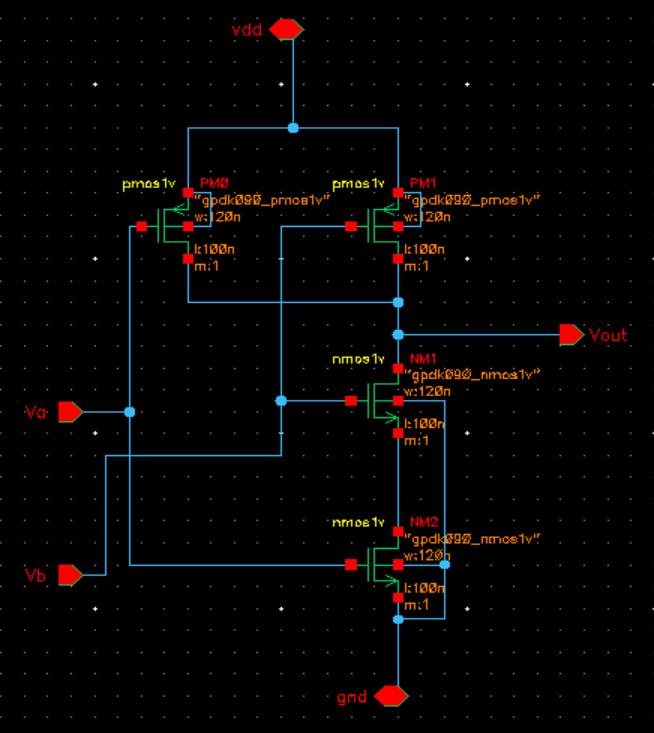 vdd
pmos1v PM0
"gpdk090_pmos1v"
w:120n
l:100n
m:1
pmos1v PM1
"gpdk090_pmos1v"
w:120n
l:100n
m:1
Vout
nmos1v NM1
"gpdk090_nmos1v"
w:120n
l:100n
m:1
Va
nmos1v NM2
"gpdk090_nmos1v"
w:120n
l:100n
m:1
Vb
gnd